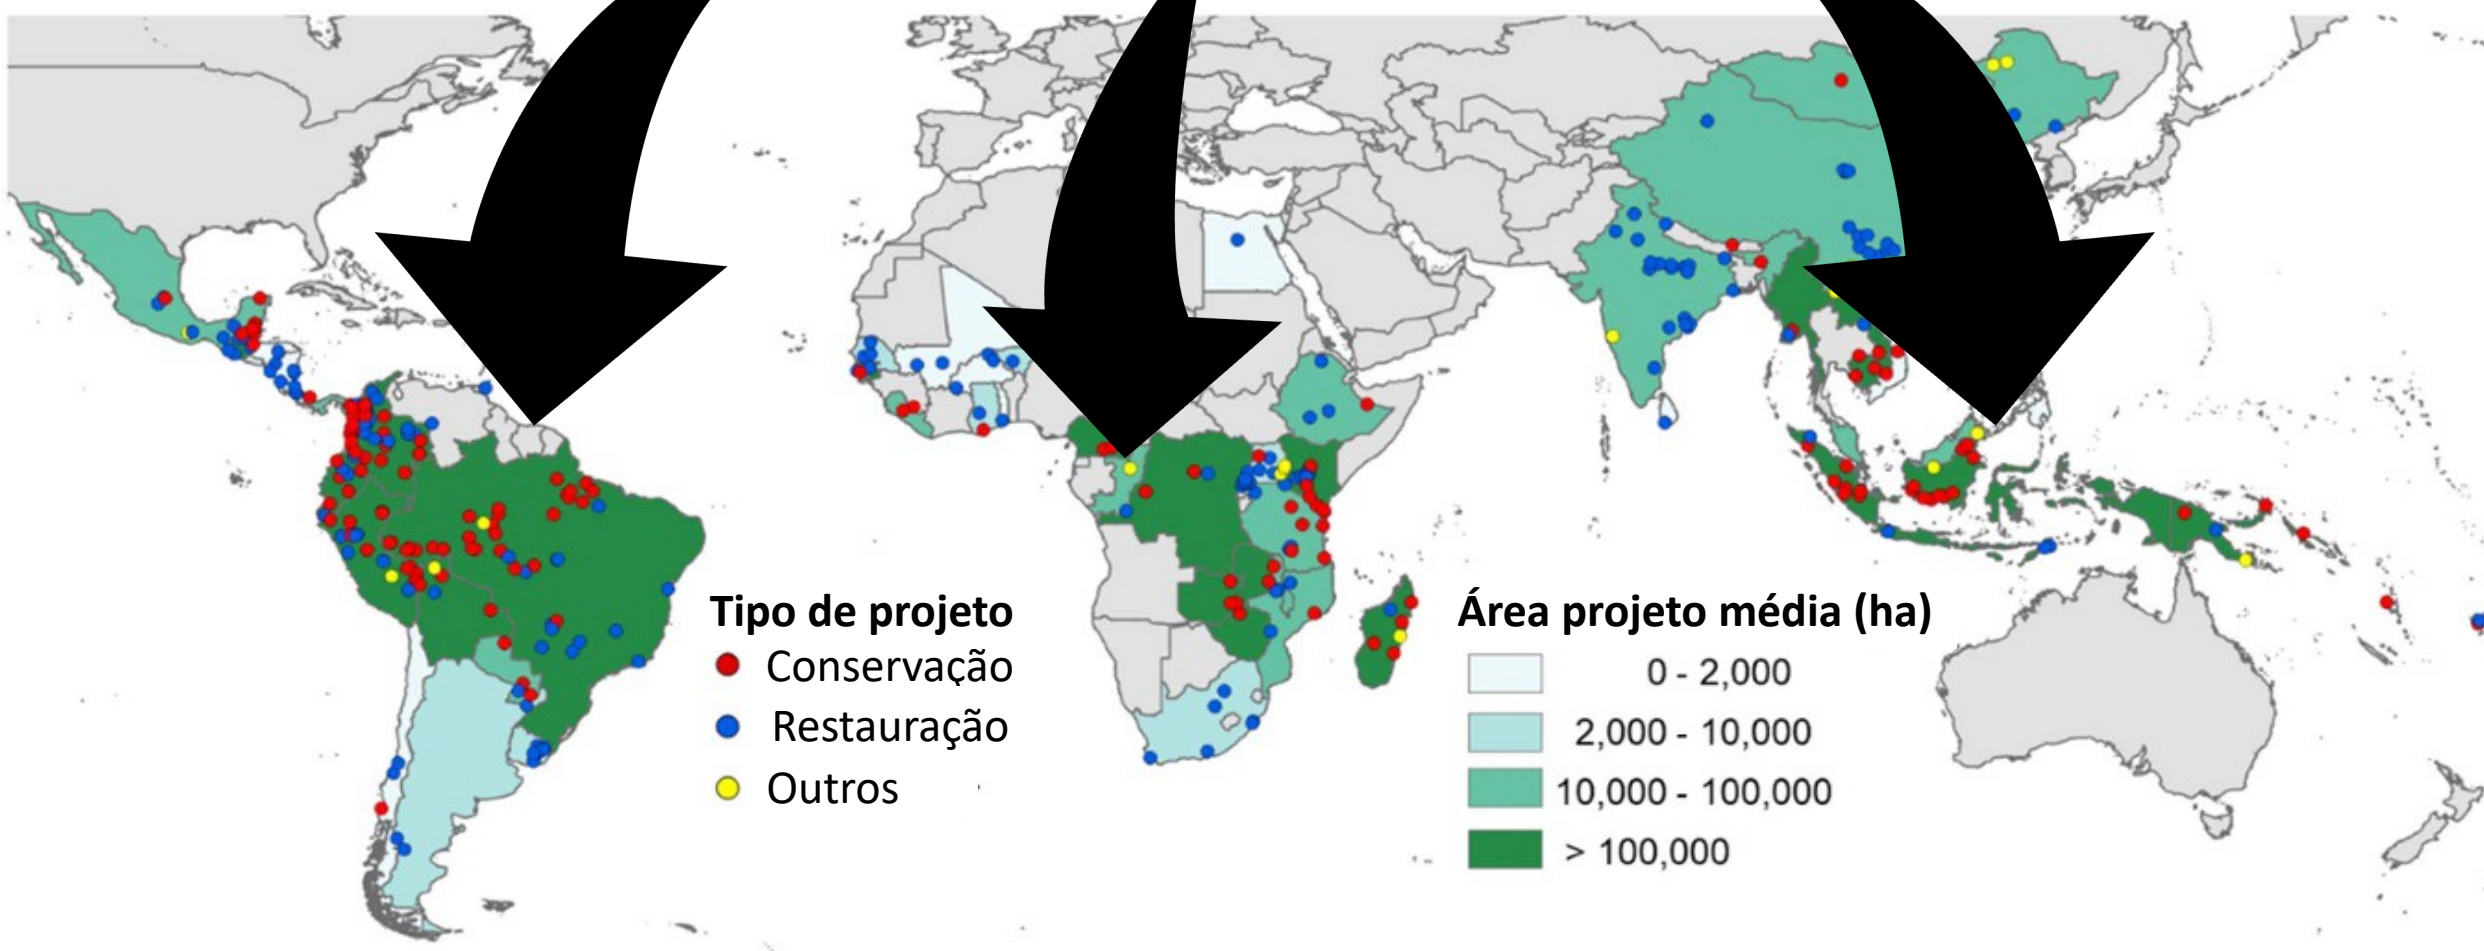 Tipo de projeto
Conservação
Restauração
Outros
Área projeto média (ha)
0 - 2,000
2,000 - 10,000
10,000 - 100,000
> 100,000